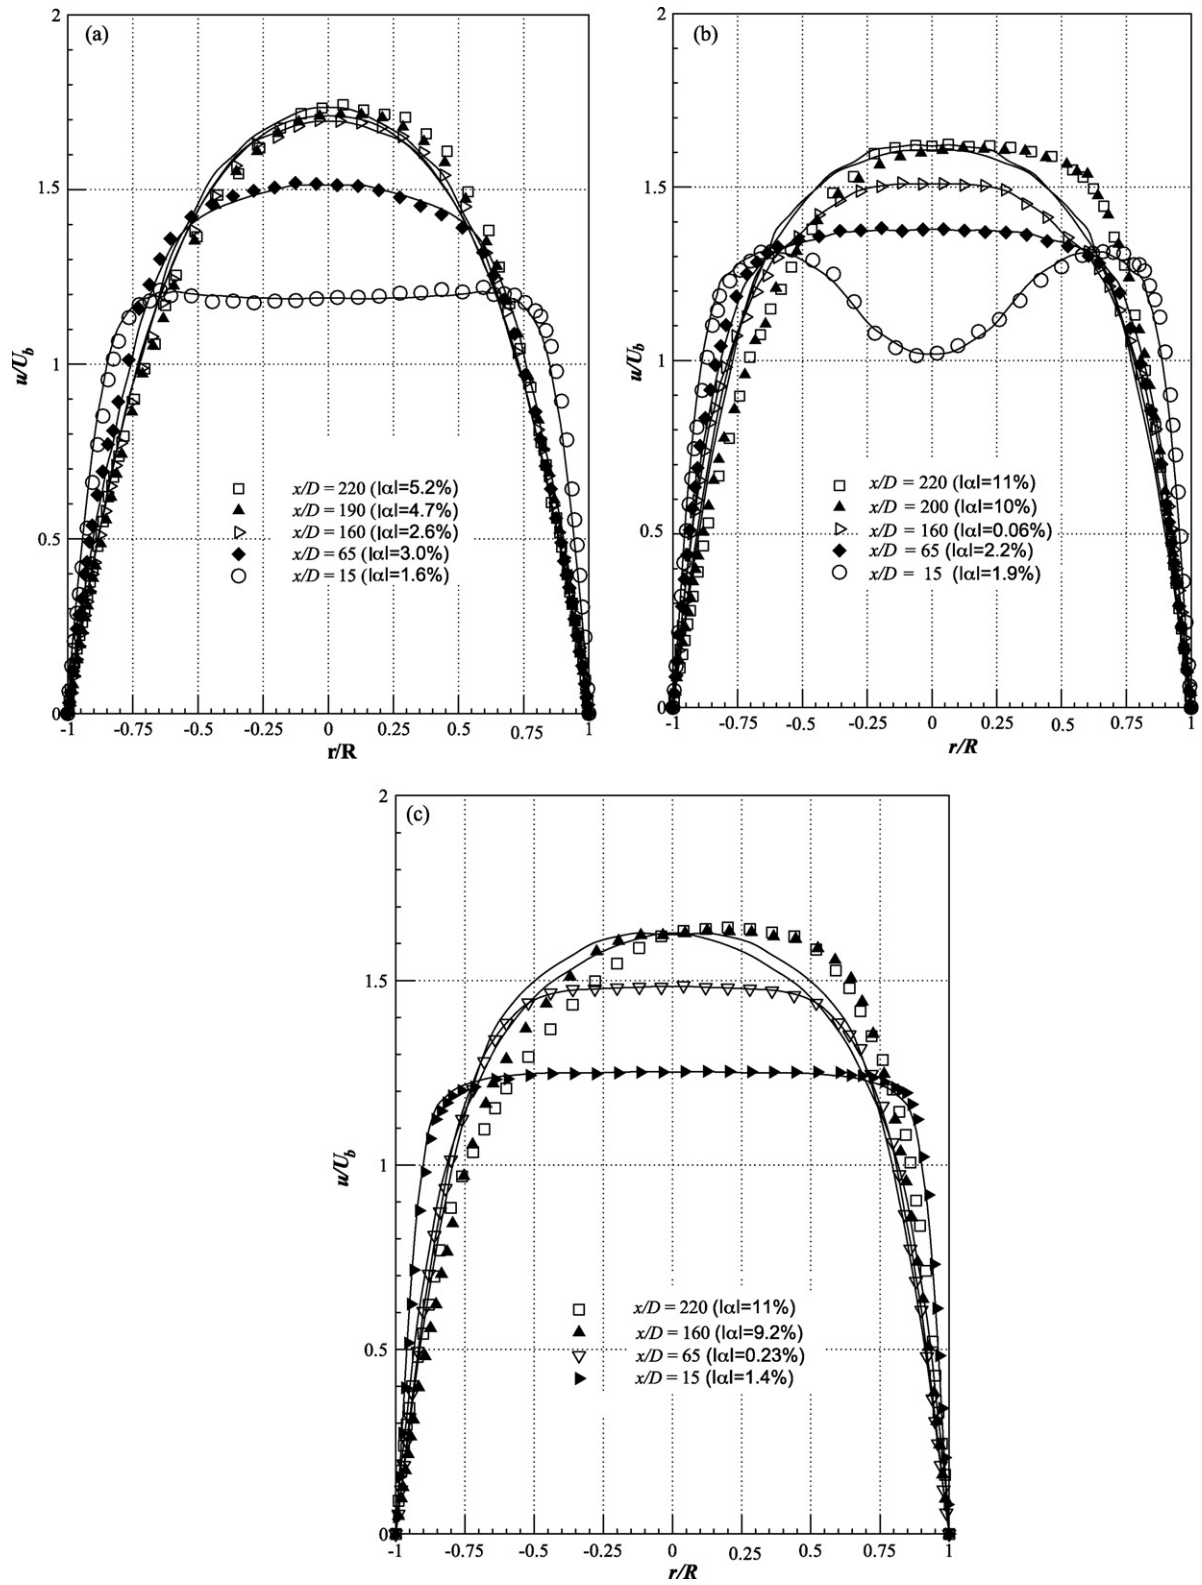 (a)
2
1.5
1
0.5
0
u/U_b
x/D = 220 (|α|=5.2%)
x/D = 190 (|α|=4.7%)
x/D = 160 (|α|=2.6%)
x/D = 65 (|α|=3.0%)
x/D = 15 (|α|=1.6%)
-1 -0.75 -0.5 -0.25 0 0.25 0.5 0.75 1
r/R
(b)
2
1.5
1
0.5
0
u/U_b
x/D = 220 (|α|=11%)
x/D = 200 (|α|=10%)
x/D = 160 (|α|=0.06%)
x/D = 65 (|α|=2.2%)
x/D = 15 (|α|=1.9%)
-1 -0.75 -0.5 -0.25 0 0.25 0.5 0.75 1
r/R
(c)
2
1.5
1
0.5
0
u/U_b
x/D = 220 (|α|=11%)
x/D = 160 (|α|=9.2%)
x/D = 65 (|α|=0.23%)
x/D = 15 (|α|=1.4%)
-1 -0.75 -0.5 -0.25 0 0.25 0.5 0.75 1
r/R